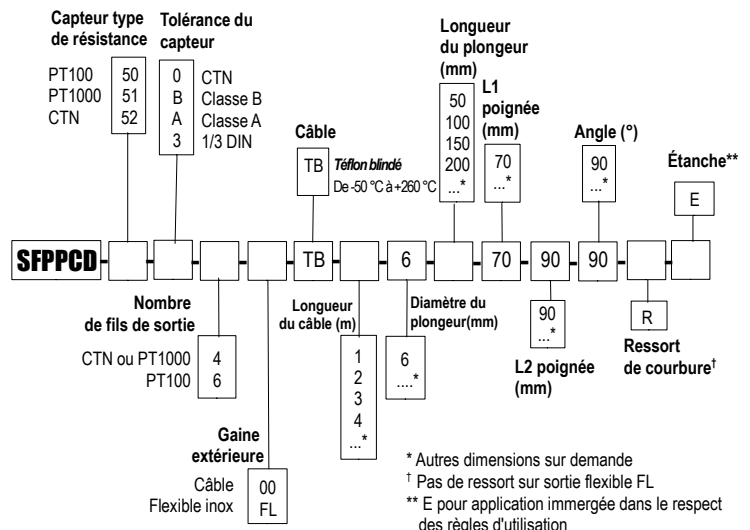 Capteur type
de résistance
PT100 50
PT1000 51
CTN 52
Tolérance du
capteur
0 CTN
B Classe B
A Classe A
3 1/3 DIN
Câble
TB Téflon blindé
De -50 °C à +260 °C
Longueur
du plongeur
(mm)
50
100
150
200
...*
L1
poignée
(mm)
70
...*
Angle (°)
90
...*
Étanche**
E
SFPPCD - - - - - TB - - 6 - - 70 - 90 - 90 - -
Nombre
de fils de sortie
CTN ou PT1000 4
PT100 6
Gaine
extérieure
Câble 00
Flexible inox FL
Longueur
du câble (m)
1
2
3
4
...*
Diamètre du
plongeur(mm)
6
....*
90
...*
L2 poignée
(mm)
R
Ressort
de courbure†
* Autres dimensions sur demande
† Pas de ressort sur sortie flexible FL
** E pour application immergée dans le respect
des règles d'utilisation